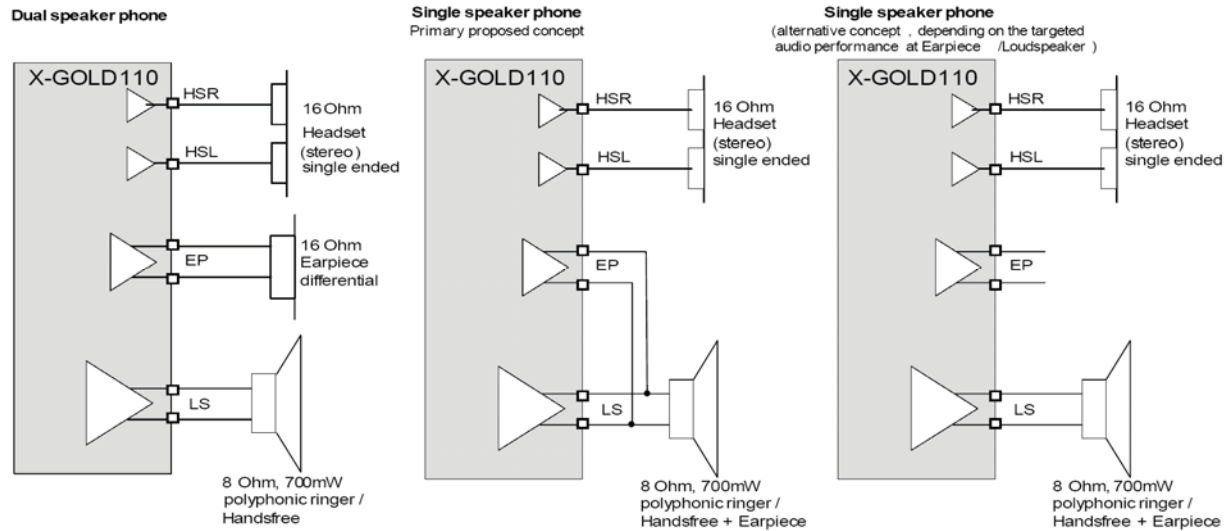 Dual speaker phone
X-GOLD110
HSR
16 Ohm
Headset
(stereo)
single ended
HSL
EP
16 Ohm
Earpiece
differential
LS
8 Ohm, 700mW
polyphonic ringer /
Handsfree
Single speaker phone
Primary proposed concept
X-GOLD110
HSR
16 Ohm
Headset
(stereo)
single ended
HSL
EP
LS
8 Ohm, 700mW
polyphonic ringer /
Handsfree + Earpiece
Single speaker phone
(alternative concept , depending on the targeted
audio performance at Earpiece /Loudspeaker )
X-GOLD110
HSR
16 Ohm
Headset
(stereo)
single ended
HSL
EP
LS
8 Ohm, 700mW
polyphonic ringer /
Handsfree + Earpiece